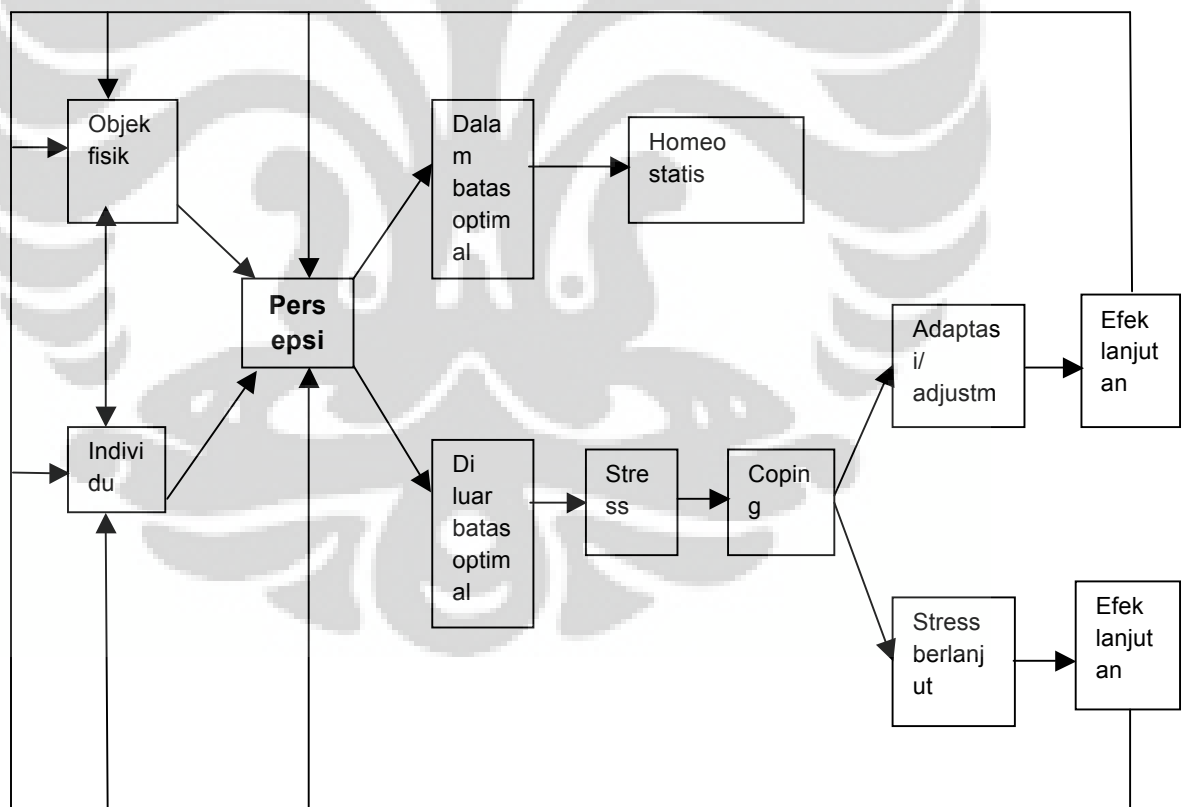 Objek
fisik
Dala
m
batas
optim
al
Homeo
statis
Pers
epsi
Adaptas
i/
adjustm
Efek
lanjut
an
Indivi
du
Di
luar
batas
optim
al
Stre
ss
Copin
g
Stress
berlanj
ut
Efek
lanjut
an